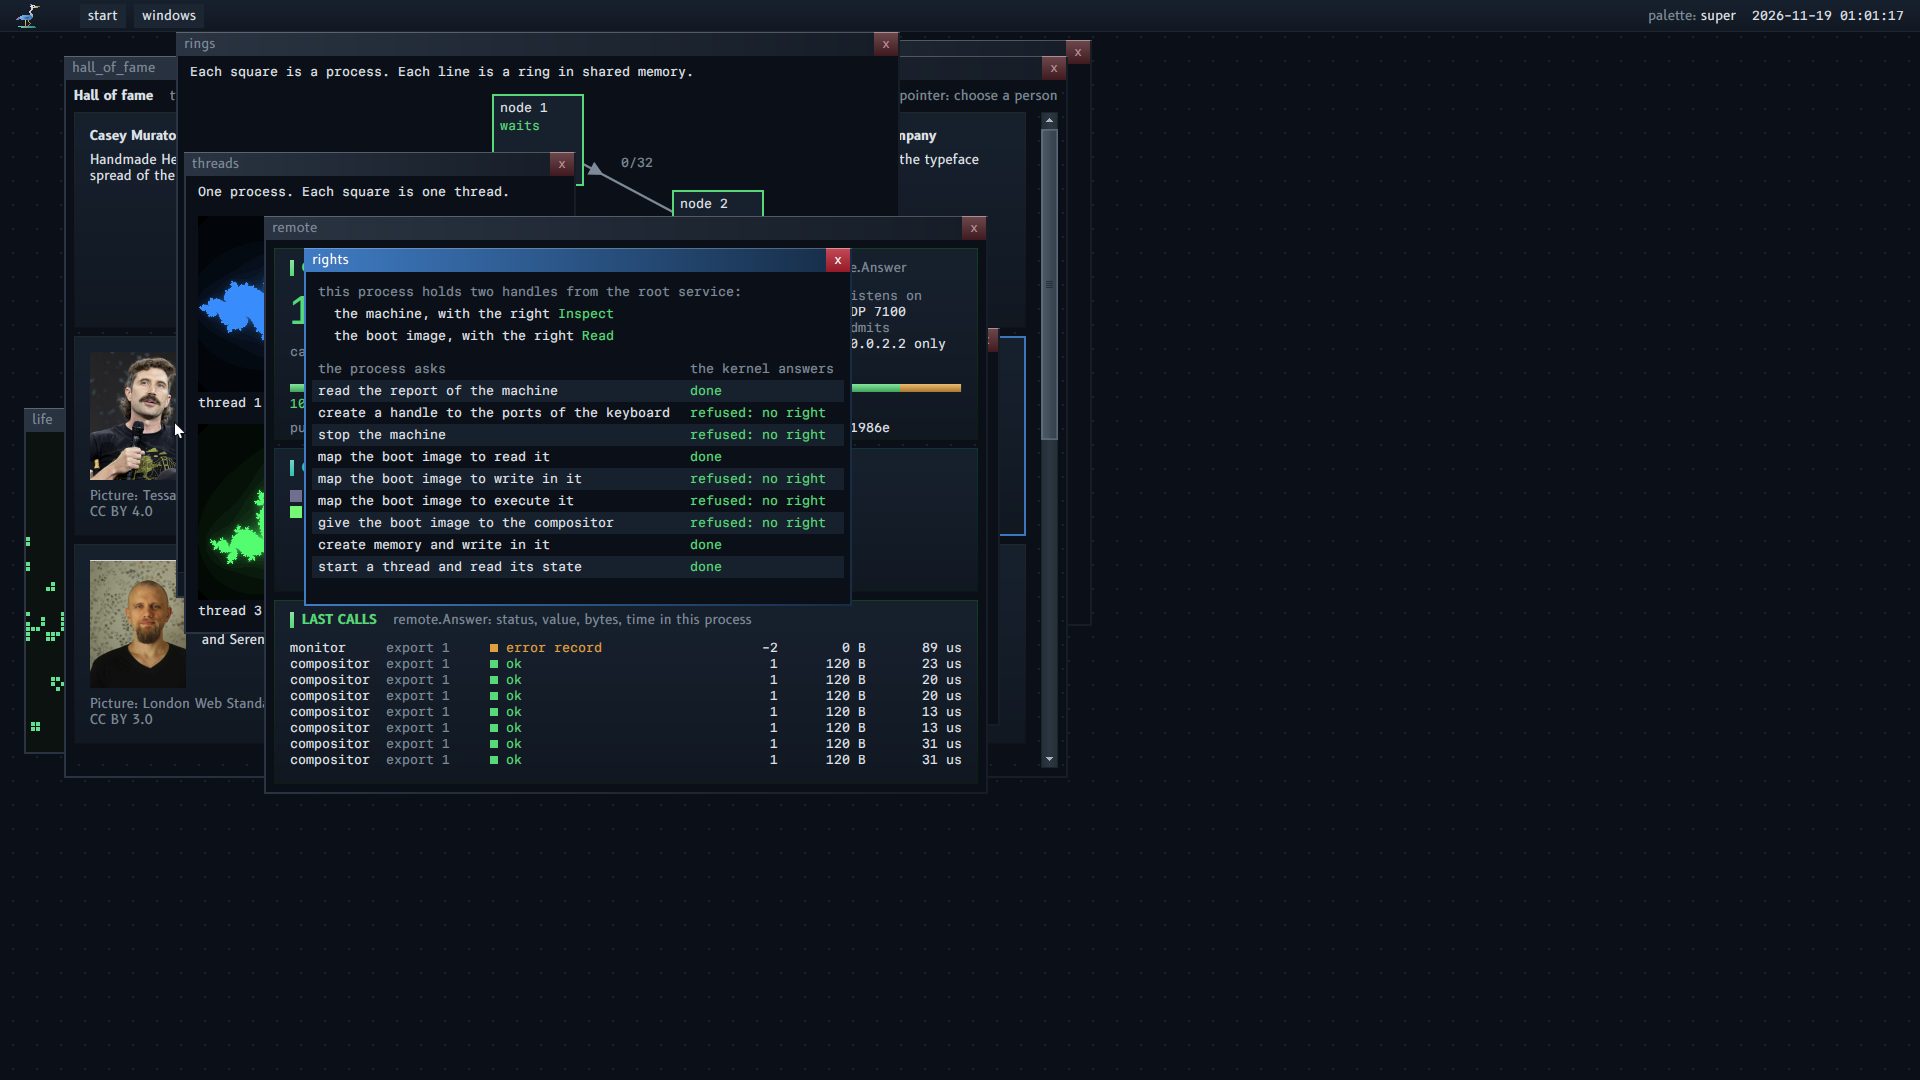 start windows palette: super 2026-11-19 01:01:17
rings x
x
hall_of_fame x
Each square is a process. Each line is a ring in shared memory.
Hall of fame
pointer: choose a person
node 1
waits
Casey
Handmade
spread of the
the typeface
threads x
0/32
One process. Each square is one thread.
node 2
remote x
rights x
this process holds two handles from the root service:
the machine, with the right Inspect
the boot image, with the right Read
the process asks the kernel answers
read the report of the machine done
create a handle to the ports of the keyboard refused: no right
stop the machine refused: no right
map the boot image to read it done
map the boot image to write in it refused: no right
map the boot image to execute it refused: no right
give the boot image to the compositor refused: no right
create memory and write in it done
start a thread and read its state done
7100
only
1986e
thread 1
life
Picture: Tessa
CC BY 4.0
thread 3
and
Picture: London Web
CC BY 3.0
LAST CALLS remote.Answer: status, value, bytes, time in this process
monitor export 1 error record -2 0 B 89 us
compositor export 1 ok 1 120 B 23 us
compositor export 1 ok 1 120 B 20 us
compositor export 1 ok 1 120 B 20 us
compositor export 1 ok 1 120 B 13 us
compositor export 1 ok 1 120 B 13 us
compositor export 1 ok 1 120 B 31 us
compositor export 1 ok 1 120 B 31 us